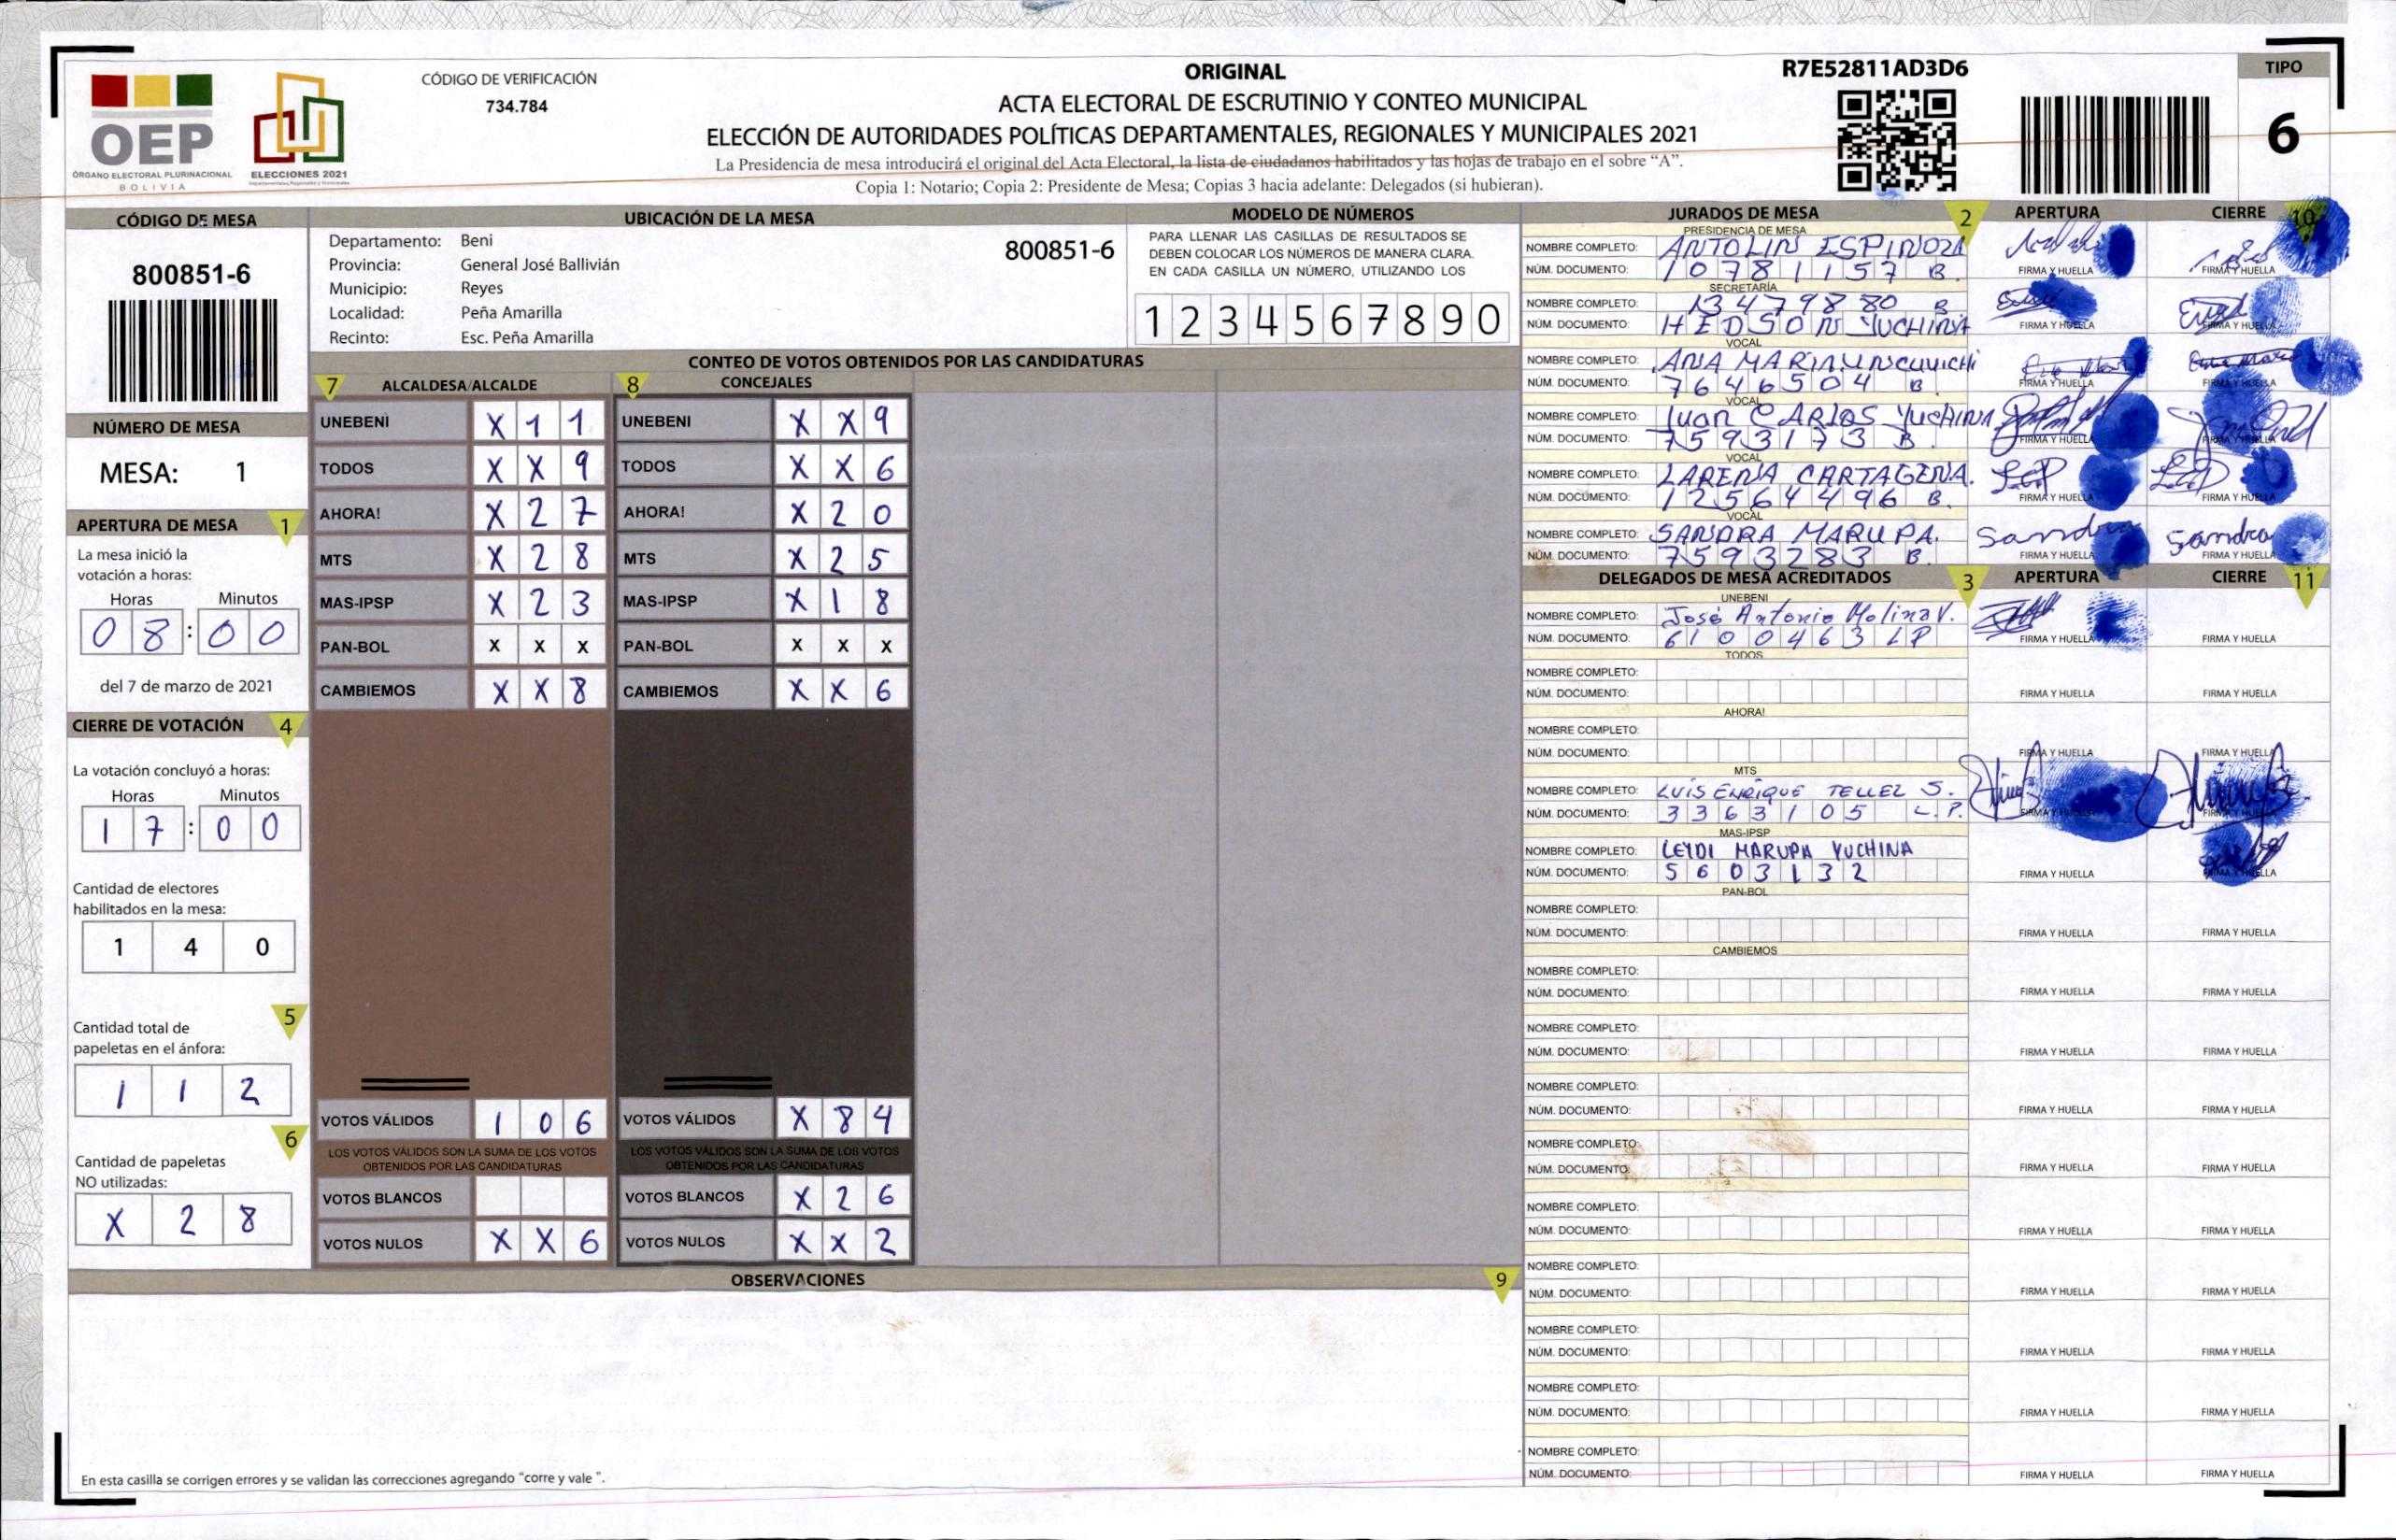 OEP
ÓRGANO ELECTORAL PLURINACIONAL
BOLIVIA
ELECCIONES 2021
CÓDIGO DE VERIFICACIÓN
734.784
ORIGINAL
ACTA ELECTORAL DE ESCRUTINIO Y CONTEO MUNICIPAL
ELECCIÓN DE AUTORIDADES POLÍTICAS DEPARTAMENTALES, REGIONALES Y MUNICIPALES 2021
La Presidencia de mesa introducirá el original del Acta Electoral, la lista de ciudadanos habilitados y las hojas de trabajo en el sobre “A”.
Copia 1: Notario; Copia 2: Presidente de Mesa; Copias 3 hacia adelante: Delegados (si hubieran).
R7E52811AD3D6
TIPO
6
CÓDIGO DE MESA
800851-6
NÚMERO DE MESA
MESA: 1
APERTURA DE MESA 1
La mesa inició la
votación a horas:
Horas Minutos
0 8 : 0 0
del 7 de marzo de 2021
CIERRE DE VOTACIÓN 4
La votación concluyó a horas:
Horas Minutos
1 7 : 0 0
Cantidad de electores
habilitados en la mesa:
1 4 0
5
Cantidad total de
papeletas en el ánfora:
1 1 2
6
Cantidad de papeletas
NO utilizadas:
X 2 8
UBICACIÓN DE LA MESA
Departamento: Beni
Provincia: General José Ballivián
Municipio: Reyes
Localidad: Peña Amarilla
Recinto: Esc. Peña Amarilla
800851-6
MODELO DE NÚMEROS
PARA LLENAR LAS CASILLAS DE RESULTADOS SE
DEBEN COLOCAR LOS NÚMEROS DE MANERA CLARA.
EN CADA CASILLA UN NÚMERO, UTILIZANDO LOS
1 2 3 4 5 6 7 8 9 0
CONTEO DE VOTOS OBTENIDOS POR LAS CANDIDATURAS
7 ALCALDESA/ALCALDE
UNEBENI X 1 1
TODOS X X 9
AHORA! X 2 7
MTS X 2 8
MAS-IPSP X 2 3
PAN-BOL X X X
CAMBIEMOS X X 8
VOTOS VÁLIDOS 1 0 6
LOS VOTOS VÁLIDOS SON LA SUMA DE LOS VOTOS
OBTENIDOS POR LAS CANDIDATURAS
VOTOS BLANCOS
VOTOS NULOS X X 6
8 CONCEJALES
UNEBENI X X 9
TODOS X X 6
AHORA! X 2 0
MTS X 2 5
MAS-IPSP X 1 8
PAN-BOL X X X
CAMBIEMOS X X 6
VOTOS VÁLIDOS X 8 4
LOS VOTOS VÁLIDOS SON LA SUMA DE LOS VOTOS
OBTENIDOS POR LAS CANDIDATURAS
VOTOS BLANCOS X 2 6
VOTOS NULOS X X 2
OBSERVACIONES 9
En esta casilla se corrigen errores y se validan las correcciones agregando "corre y vale ".
JURADOS DE MESA 2 APERTURA CIERRE 10
PRESIDENCIA DE MESA
NOMBRE COMPLETO: ANTOLIN ESPINOZA
NÚM. DOCUMENTO: 10781157 B. FIRMA Y HUELLA FIRMA Y HUELLA
SECRETARÍA
NOMBRE COMPLETO: 13479880 B
NÚM. DOCUMENTO: HEDSON YUCHINA FIRMA Y HUELLA FIRMA Y HUELLA
VOCAL
NOMBRE COMPLETO: ANA MARIA
NÚM. DOCUMENTO: 7646504 B FIRMA Y HUELLA FIRMA Y HUELLA
VOCAL
NOMBRE COMPLETO: Juan CARLOS YUCHINA
NÚM. DOCUMENTO: 7593173 B FIRMA Y HUELLA FIRMA Y HUELLA
VOCAL
NOMBRE COMPLETO: LARENA CARTAGENA.
NÚM. DOCUMENTO: 12564496 B. FIRMA Y HUELLA FIRMA Y HUELLA
VOCAL
NOMBRE COMPLETO: SANDRA MARUPA. Sandra Sandra
NÚM. DOCUMENTO: 7593283 B. FIRMA Y HUELLA FIRMA Y HUELLA
DELEGADOS DE MESA ACREDITADOS 3 APERTURA CIERRE 11
UNEBENI
NOMBRE COMPLETO: José Antonio Molina V.
NÚM. DOCUMENTO: 6100463 LP FIRMA Y HUELLA FIRMA Y HUELLA
TODOS
NOMBRE COMPLETO:
NÚM. DOCUMENTO: FIRMA Y HUELLA FIRMA Y HUELLA
AHORA!
NOMBRE COMPLETO:
NÚM. DOCUMENTO: FIRMA Y HUELLA FIRMA Y HUELLA
MTS
NOMBRE COMPLETO: LUIS ENRIQUE TELLEZ S.
NÚM. DOCUMENTO: 3363105 L.P. FIRMA Y HUELLA FIRMA Y HUELLA
MAS-IPSP
NOMBRE COMPLETO: LEYDI MARUPA YUCHINA
NÚM. DOCUMENTO: 5603132 FIRMA Y HUELLA FIRMA Y HUELLA
PAN-BOL
NOMBRE COMPLETO:
NÚM. DOCUMENTO: FIRMA Y HUELLA FIRMA Y HUELLA
CAMBIEMOS
NOMBRE COMPLETO:
NÚM. DOCUMENTO: FIRMA Y HUELLA FIRMA Y HUELLA
NOMBRE COMPLETO:
NÚM. DOCUMENTO: FIRMA Y HUELLA FIRMA Y HUELLA
NOMBRE COMPLETO:
NÚM. DOCUMENTO: FIRMA Y HUELLA FIRMA Y HUELLA
NOMBRE COMPLETO:
NÚM. DOCUMENTO: FIRMA Y HUELLA FIRMA Y HUELLA
NOMBRE COMPLETO:
NÚM. DOCUMENTO: FIRMA Y HUELLA FIRMA Y HUELLA
NOMBRE COMPLETO:
NÚM. DOCUMENTO: FIRMA Y HUELLA FIRMA Y HUELLA
NOMBRE COMPLETO:
NÚM. DOCUMENTO: FIRMA Y HUELLA FIRMA Y HUELLA
NOMBRE COMPLETO:
NÚM. DOCUMENTO: FIRMA Y HUELLA FIRMA Y HUELLA
NOMBRE COMPLETO:
NÚM. DOCUMENTO: FIRMA Y HUELLA FIRMA Y HUELLA